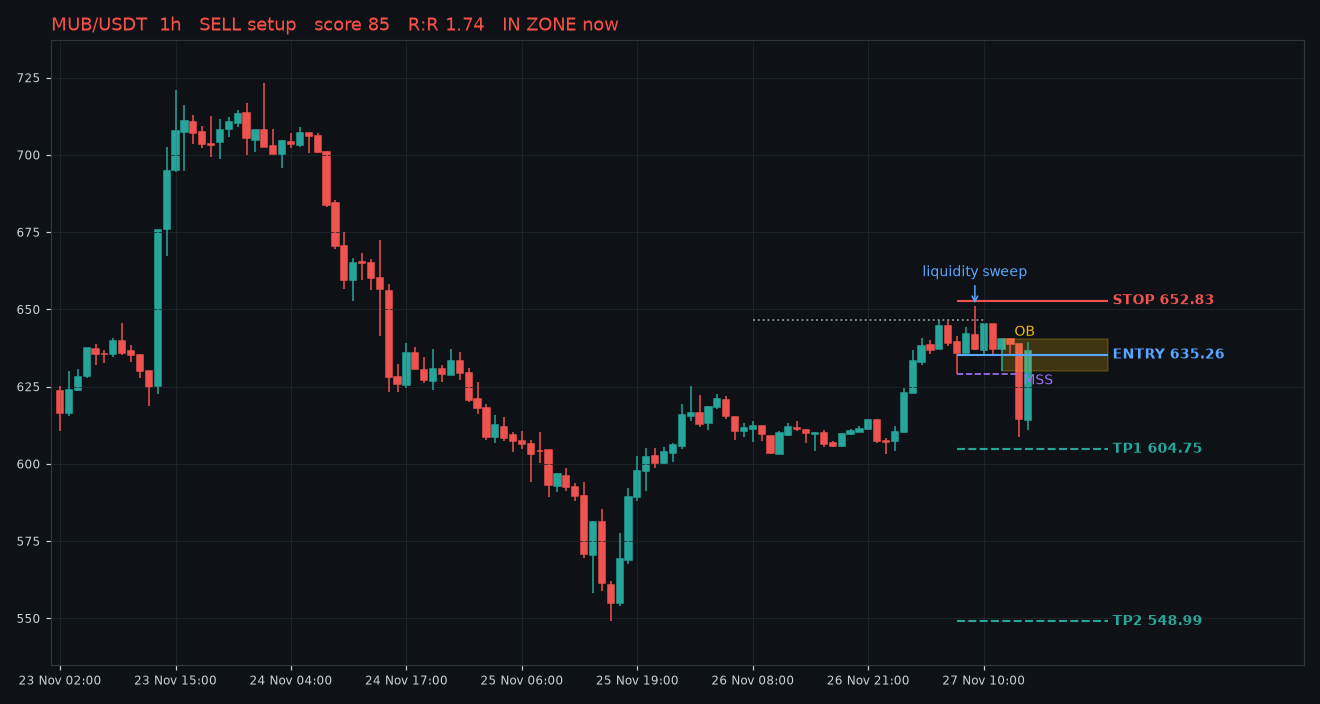 MUB/USDT 1h SELL setup score 85 R:R 1.74 IN ZONE now
725
700
675
650
625
600
575
550
liquidity sweep
STOP 652.83
OB
ENTRY 635.26
MSS
TP1 604.75
TP2 548.99
23 Nov 02:00
23 Nov 15:00
24 Nov 04:00
24 Nov 17:00
25 Nov 06:00
25 Nov 19:00
26 Nov 08:00
26 Nov 21:00
27 Nov 10:00